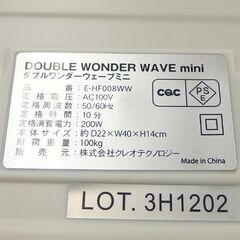 DOUBLE WONDER WAVE mini
ダブルワンダーウェーブミニ
型番：E-HF008WW
定格電圧：AC100V
定格周波数：50/60Hz
定格時間：10分
定格消費電力：200W
本体サイズ：約D22×W40×H14cm
耐荷重量：100kg
販売元：株式会社クレオテクノロジー
CQC
PS
E
Made in China
LOT. 3H1202